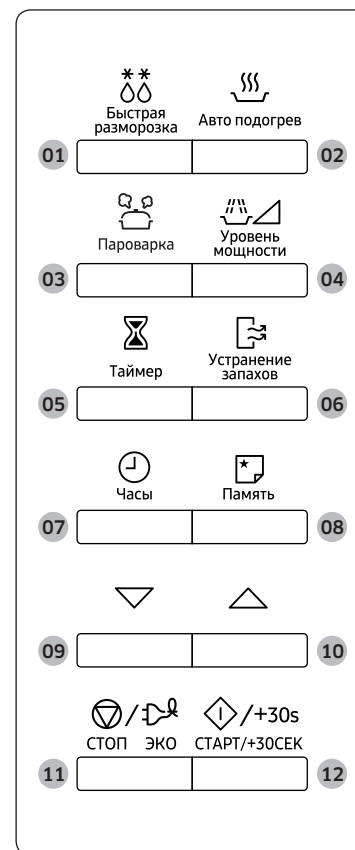 Быстрая
разморозка
Авто подогрев
01
02
Пароварка
Уровень
мощности
03
04
Таймер
Устранение
запахов
05
06
Часы
Память
07
08
09
10
/
/+30s
СТОП ЭКО
СТАРТ/+30СЕК
11
12